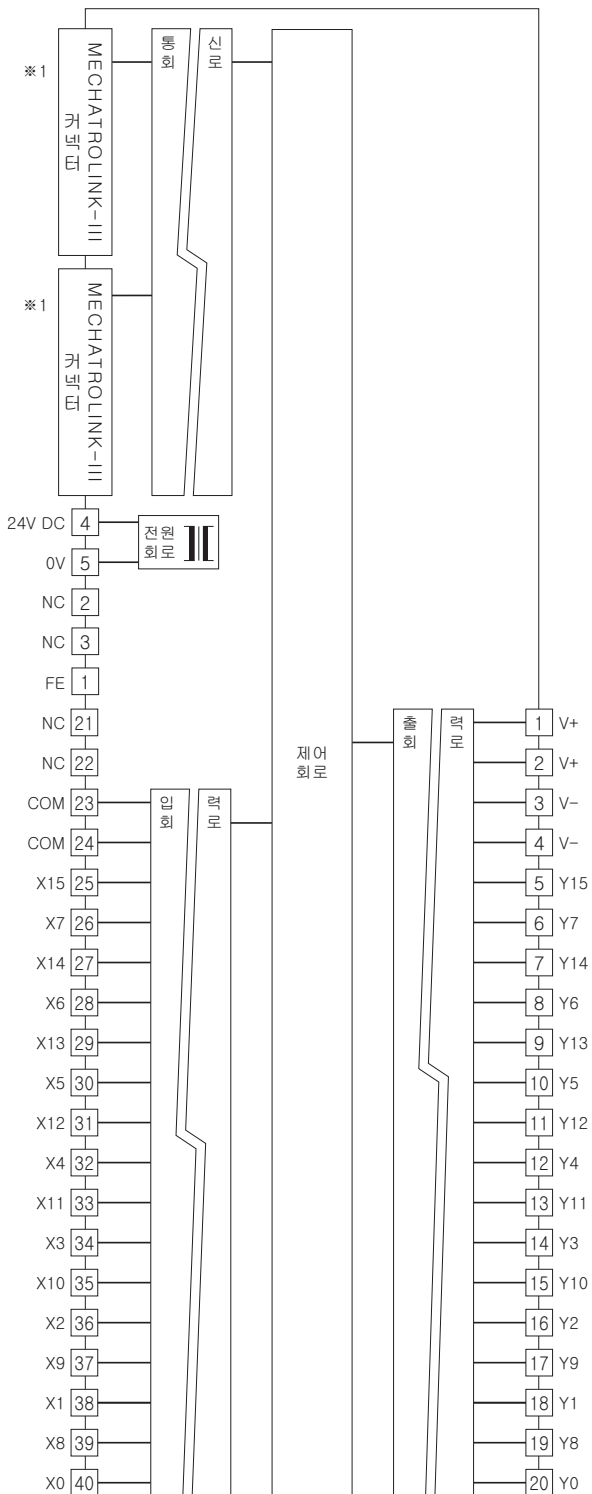 ※1
MECHATROLINK-III
커넥터
통신
회로
※1
MECHATROLINK-III
커넥터
24V DC 4
0V 5
전원
회로
NC 2
NC 3
FE 1
NC 21
NC 22
COM 23
COM 24
X15 25
X7 26
X14 27
X6 28
X13 29
X5 30
X12 31
X4 32
X11 33
X3 34
X10 35
X2 36
X9 37
X1 38
X8 39
X0 40
입력
회로
제어
회로
출력
회로
1 V+
2 V+
3 V-
4 V-
5 Y15
6 Y7
7 Y14
8 Y6
9 Y13
10 Y5
11 Y12
12 Y4
13 Y11
14 Y3
15 Y10
16 Y2
17 Y9
18 Y1
19 Y8
20 Y0